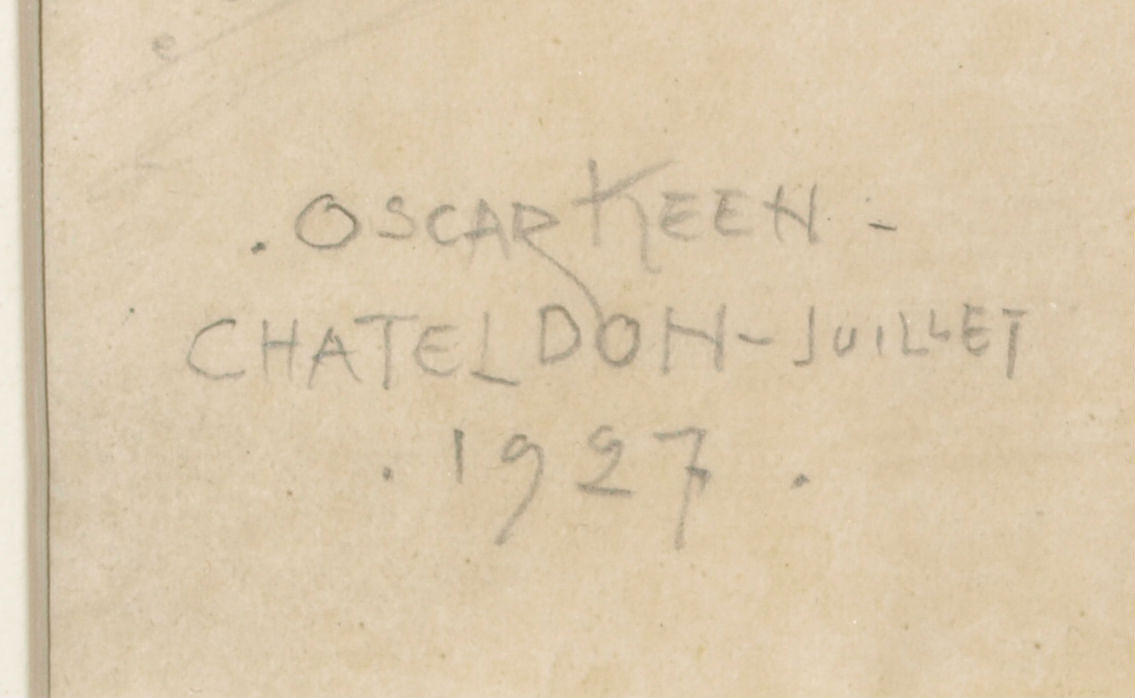 . OSCAR KEEN -
CHATELDON - JUILLET
. 1927 .